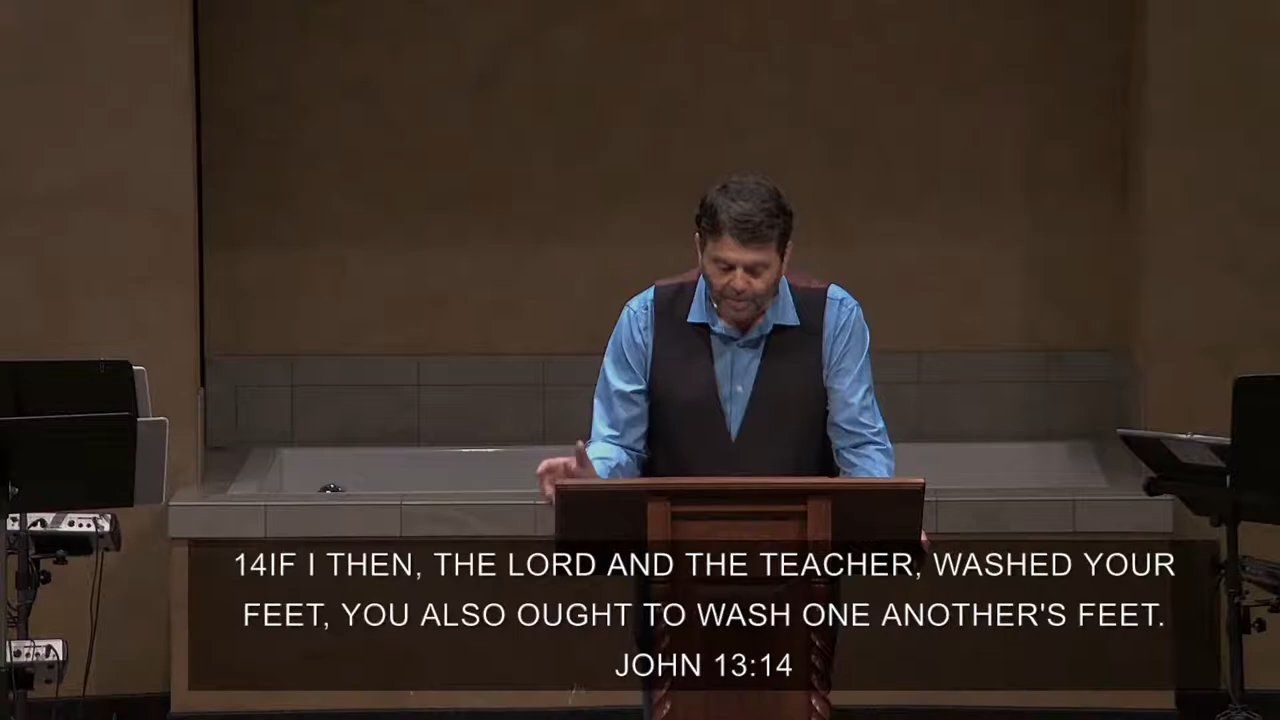 14IF I THEN, THE LORD AND THE TEACHER, WASHED YOUR
FEET, YOU ALSO OUGHT TO WASH ONE ANOTHER'S FEET.
JOHN 13:14